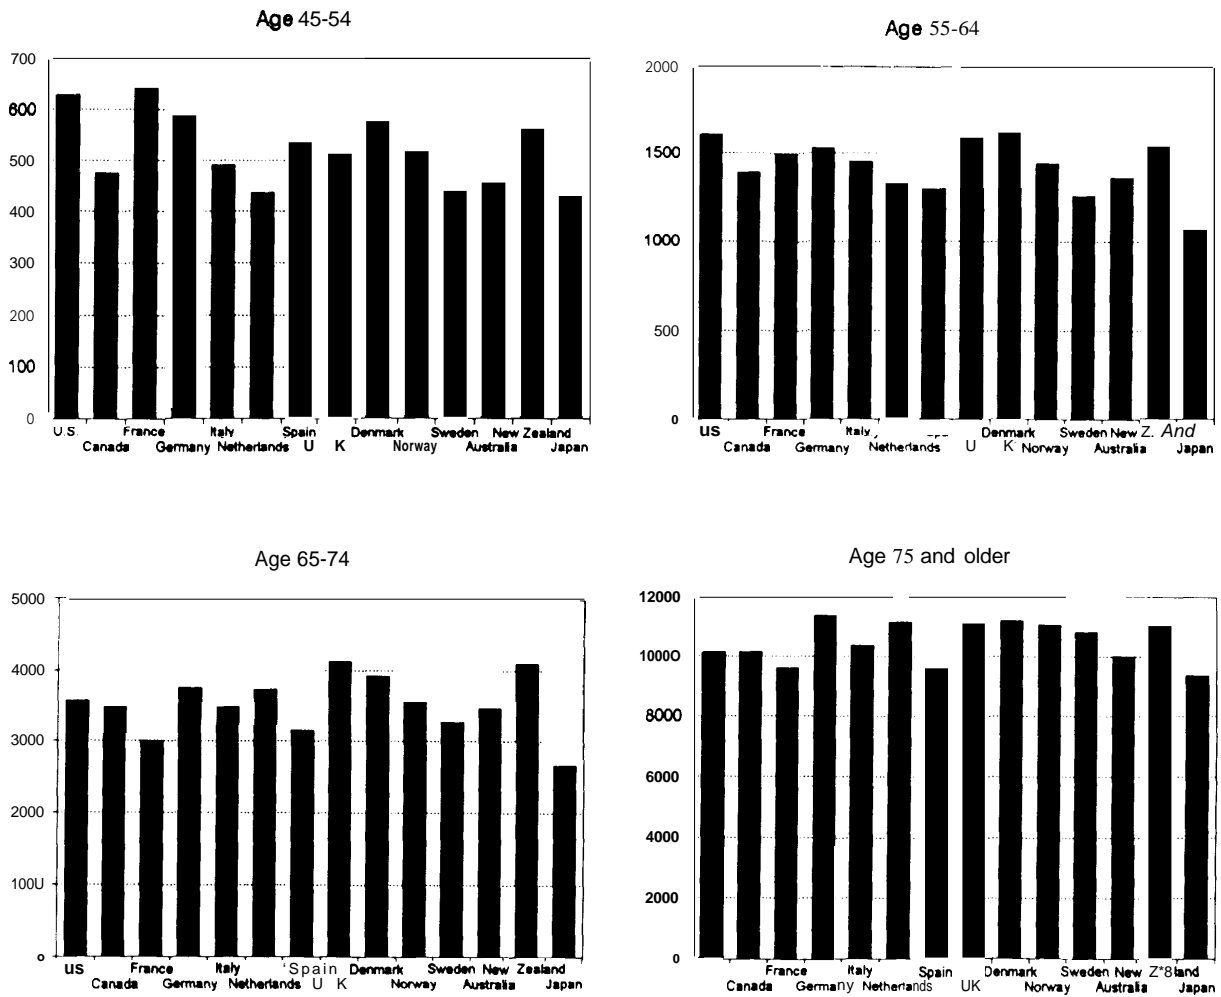 Age 45-54
700
600
500
400
300
200
100
0
U.S. France Italy Spain Denmark Sweden New Zealand
Canada Germany Netherlands U K Norway Australia Japan
Age 55-64
2000
1500
1000
500
0
US France Italy Denmark Sweden New Z. And
Canada Germany Netherlands U K Norway Australia Japan
Age 65-74
5000
4000
3000
2000
100U
0
US France Italy 'Spain Denmark Sweden New Zealand
Canada Germany Netherlands U K Norway Australia Japan
Age 75 and older
12000
10000
8000
6000
4000
2000
0
France Italy Spain Denmark Sweden New Z*8land
Canada Germany Netherlands UK Norway Australia Japan